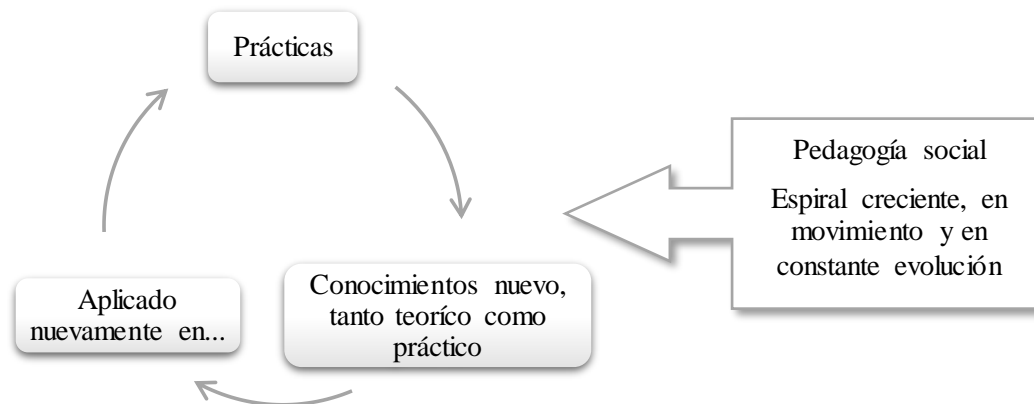 Prácticas
Pedagogía social
Espiral creciente, en
movimiento y en
constante evolución
Conocimientos nuevo,
tanto teoríco como
práctico
Aplicado
nuevamente en...